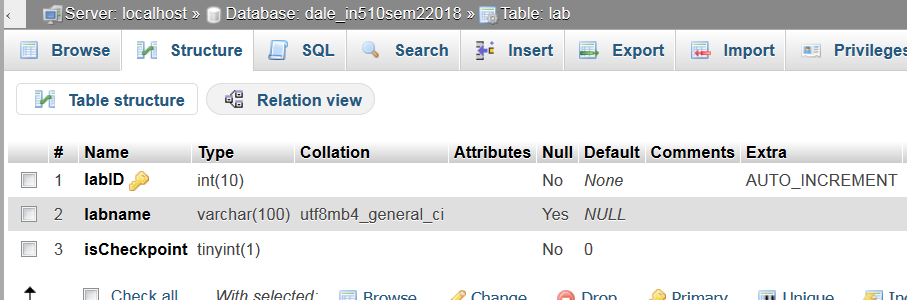 Server: localhost » Database: dale_in510sem22018 » Table: lab
Browse Structure SQL Search Insert Export Import Privileges
Table structure Relation view
# Name Type Collation Attributes Null Default Comments Extra
1 labID int(10) No None AUTO_INCREMENT
2 labname varchar(100) utf8mb4_general_ci Yes NULL
3 isCheckpoint tinyint(1) No 0
Check all With selected: Browse Change Drop Primary Unique